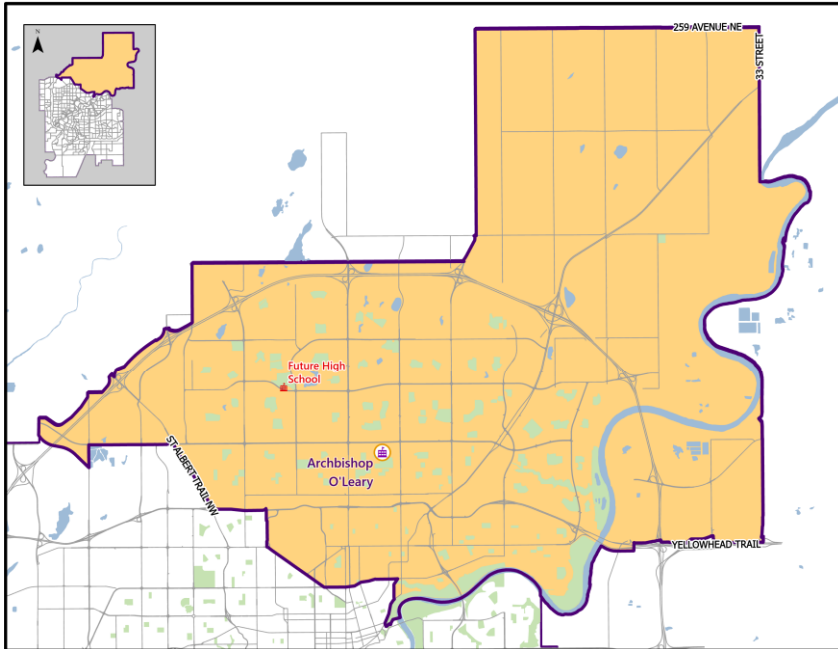 259 AVENUE NE
33 STREET
Future High
School
ST ALBERT TRAIL NW
Archbishop
O'Leary
YELLOWHEAD TRAIL